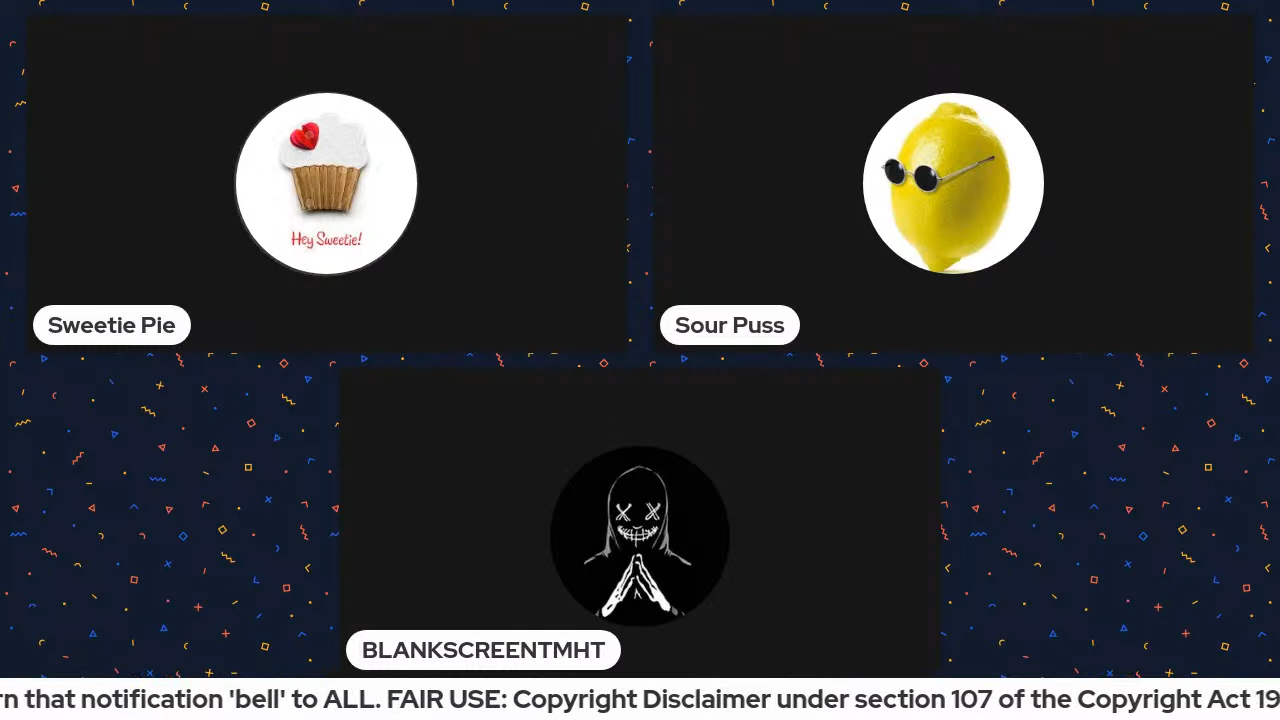 Hey Sweetie!
Sweetie Pie
Sour Puss
BLANKSCREENTMHT
rn that notification 'bell' to ALL. FAIR USE: Copyright Disclaimer under section 107 of the Copyright Act 19